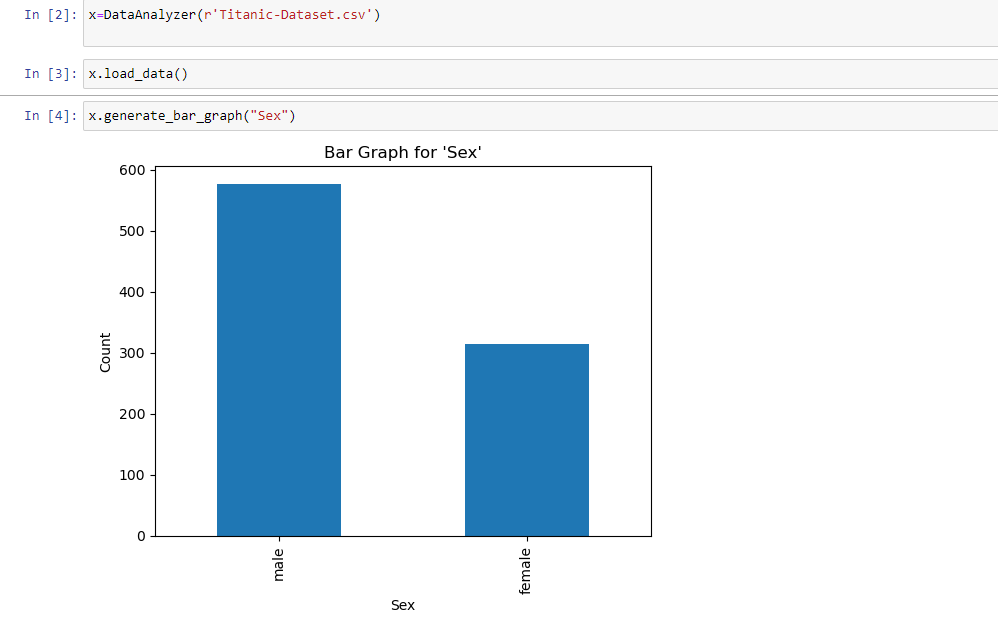 In [2]: x=DataAnalyzer(r'Titanic-Dataset.csv')
In [3]: x.load_data()
In [4]: x.generate_bar_graph("Sex")
Bar Graph for 'Sex'
600
500
400
300
200
100
0
Count
male
female
Sex